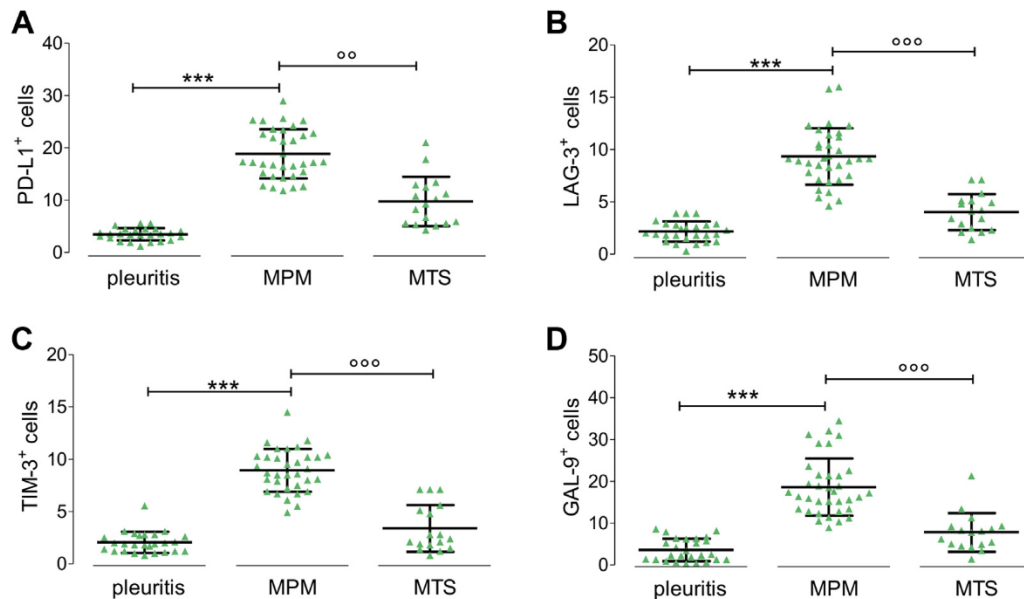 A
PD-L1⁺ cells
40
30
20
10
0
***
°°
pleuritis MPM MTS
B
LAG-3⁺ cells
20
15
10
5
0
***
°°°
pleuritis MPM MTS
C
TIM-3⁺ cells
20
15
10
5
0
***
°°°
pleuritis MPM MTS
D
GAL-9⁺ cells
50
40
30
20
10
0
***
°°°
pleuritis MPM MTS